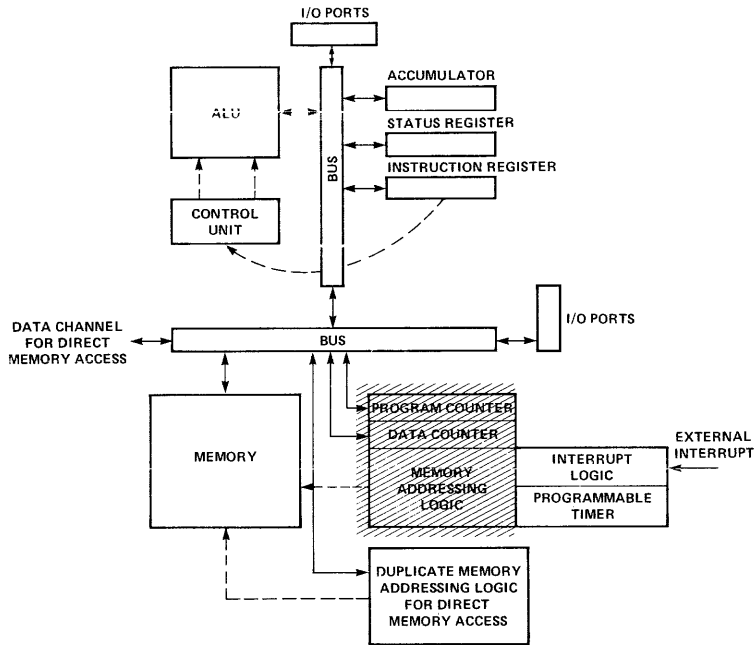 I/O PORTS
ACCUMULATOR
ALU
STATUS REGISTER
BUS
INSTRUCTION REGISTER
CONTROL
UNIT
I/O PORTS
DATA CHANNEL
FOR DIRECT
MEMORY ACCESS
BUS
PROGRAM COUNTER
DATA COUNTER
MEMORY
MEMORY
ADDRESSING
LOGIC
EXTERNAL
INTERRUPT
INTERRUPT
LOGIC
PROGRAMMABLE
TIMER
DUPLICATE MEMORY
ADDRESSING LOGIC
FOR DIRECT
MEMORY ACCESS